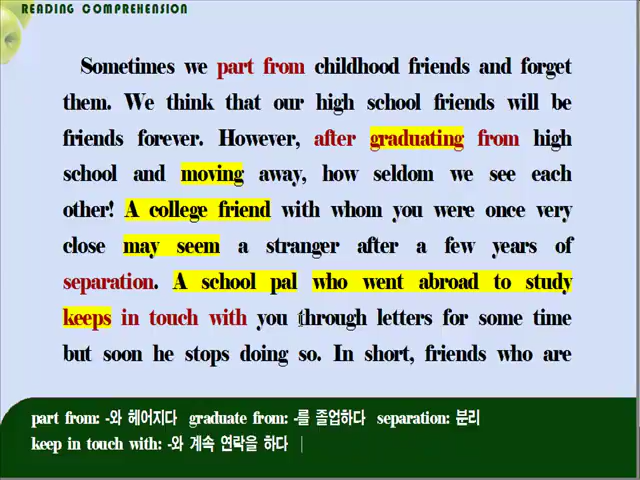 READING COMPREHENSION
Sometimes we part from childhood friends and forget
them. We think that our high school friends will be
friends forever. However, after graduating from high
school and moving away, how seldom we see each
other! A college friend with whom you were once very
close may seem a stranger after a few years of
separation. A school pal who went abroad to study
keeps in touch with you through letters for some time
but soon he stops doing so. In short, friends who are
part from: -와 헤어지다 graduate from: -를 졸업하다 separation: 분리
keep in touch with: -와 계속 연락을 하다